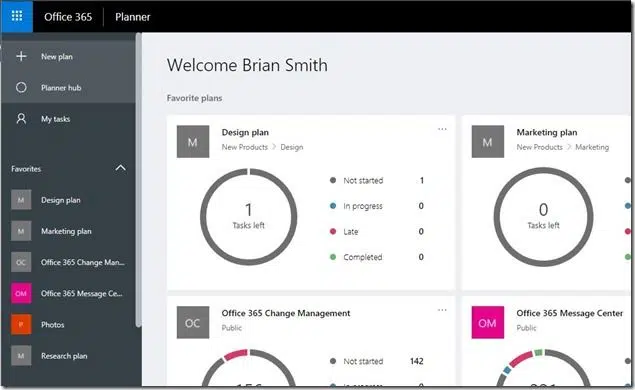 Office 365 Planner
New plan
Planner hub
My tasks
Favorites
M Design plan
M Marketing plan
OC Office 365 Change Man...
OM Office 365 Message Ce...
P Photos
M Research plan
Welcome Brian Smith
Favorite plans
M
Design plan
New Products > Design
1
Tasks left
Not started 1
In progress 0
Late 0
Completed 0
M
Marketing plan
New Products > Marketing
0
Tasks left
OC
Office 365 Change Management
Public
Not started 142
OM
Office 365 Message Center
Public